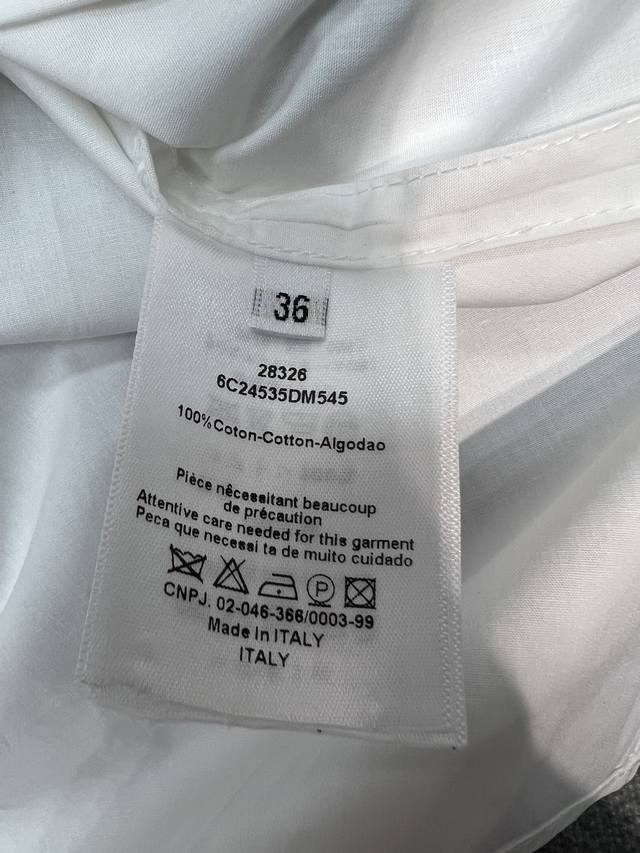 36
28326
6C24535DM545
100%Coton-Cotton-Algodao
Pièce nêcessitant beaucoup
de précaution
Attentive care needed for this garment
Peca que necessi ta de muito cuidado
P
CNPJ. 02-046-366/0003-99
Made in ITALY
ITALY